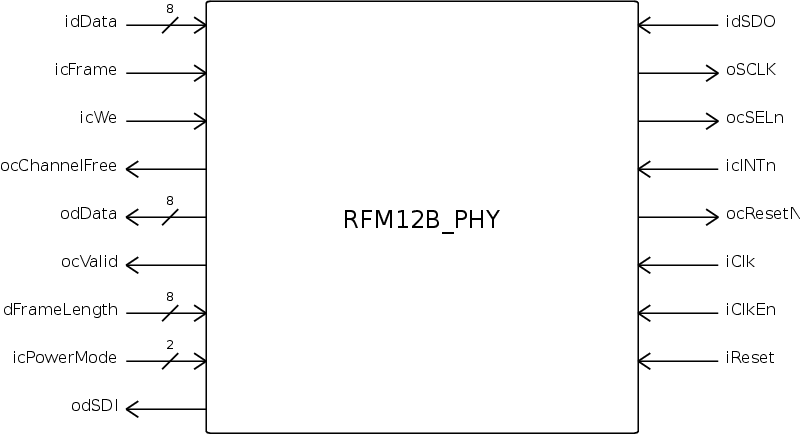 idData
8
icFrame
icWe
ocChannelFree
odData
8
ocValid
dFrameLength
8
icPowerMode
2
odSDI
RFM12B_PHY
idSDO
oSCLK
ocSELn
icINTn
ocResetN
iClk
iClkEn
iReset